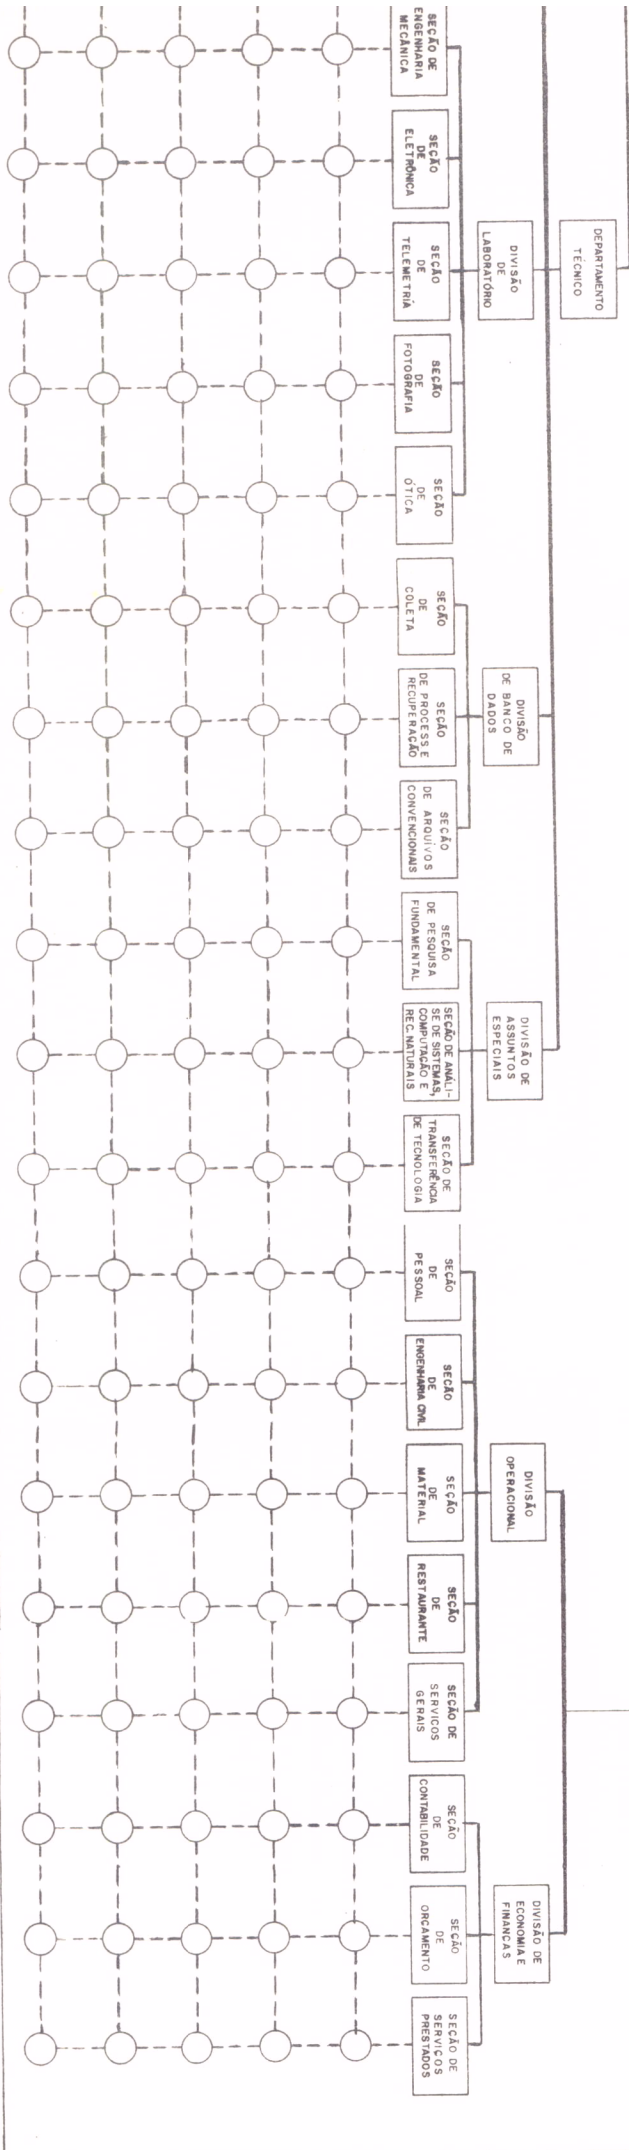 DEPARTAMENTO
TÉCNICO
DIVISÃO
DE
LABORATÓRIO
DIVISÃO
DE BANCO DE
DADOS
DIVISÃO DE
ASSUNTOS
ESPECIAIS
DIVISÃO
OPERACIONAL
DIVISÃO DE
ECONOMIA E
FINANÇAS
SEÇÃO DE
ENGENHARIA
MECÂNICA
SEÇÃO
DE
ELETRÔNICA
SEÇÃO
DE
TELEMETRÍA
SEÇÃO
DE
FOTOGRAFIA
SEÇÃO
DE
ÓTICA
SEÇÃO
DE
COLETA
SEÇÃO
DE PROCESS E
RECUPERAÇÃO
SEÇÃO
DE ARQUÍVOS
CONVENCIONAIS
SEÇÃO
DE PESQUISA
FUNDAMENTAL
SEÇÃO DE ANÁLI-
SE DE SISTEMAS,
COMPUTAÇÃO E
REC. NATURAIS
SEÇÃO DE
TRANSFERÊNCIA
DE TECNOLOGIA
SEÇÃO
DE
PESSOAL
SEÇÃO
DE
ENGENHARIA CIVIL
SEÇÃO
DE
MATERIAL
SEÇÃO
DE
RESTAURANTE
SEÇÃO DE
SERVIÇOS
GERAIS
SEÇÃO
DE
CONTABILIDADE
SEÇÃO
DE
ORÇAMENTO
SEÇÃO DE
SERVIÇOS
PRESTADOS